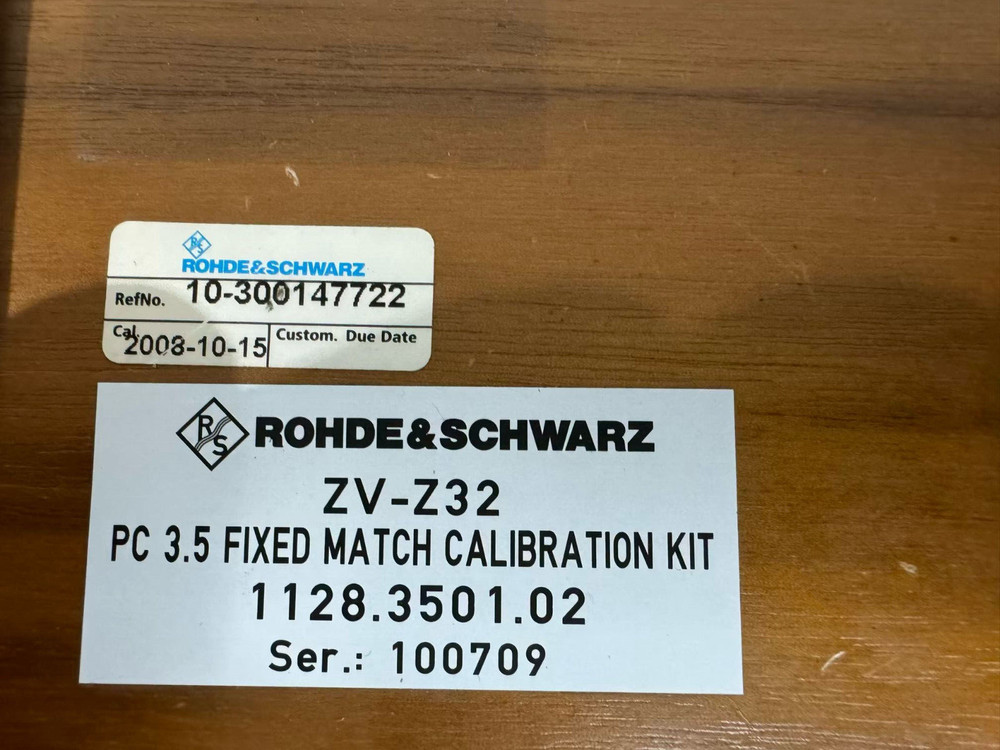 R&S
ROHDE&SCHWARZ
RefNo. 10-300147722
Cal. 2008-10-15 Custom. Due Date
R&S ROHDE&SCHWARZ
ZV-Z32
PC 3.5 FIXED MATCH CALIBRATION KIT
1128.3501.02
Ser.: 100709